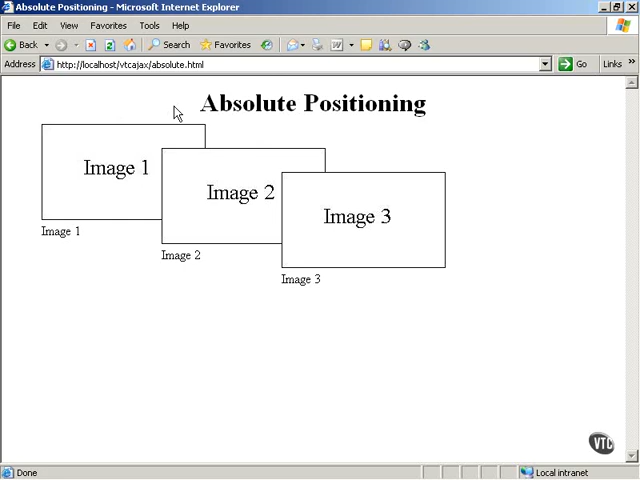 Absolute Positioning - Microsoft Internet Explorer
File Edit View Favorites Tools Help
Back Search Favorites
Address http://localhost/vtcajax/absolute.html Go Links »
Absolute Positioning
Image 1
Image 2
Image 3
Image 1
Image 2
Image 3
VTC
Done Local intranet